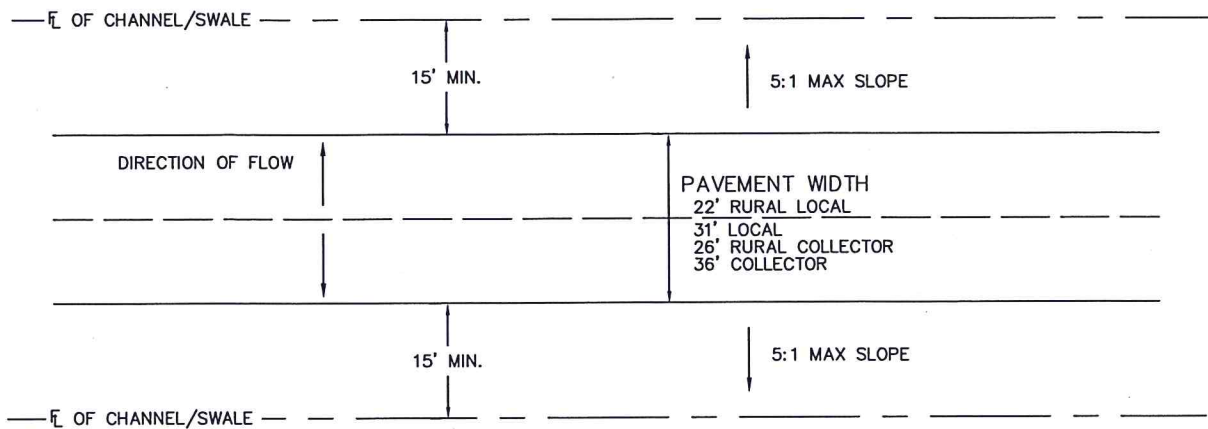 ℄ OF CHANNEL/SWALE
15' MIN.
5:1 MAX SLOPE
DIRECTION OF FLOW
PAVEMENT WIDTH
22' RURAL LOCAL
31' LOCAL
26' RURAL COLLECTOR
36' COLLECTOR
15' MIN.
5:1 MAX SLOPE
℄ OF CHANNEL/SWALE